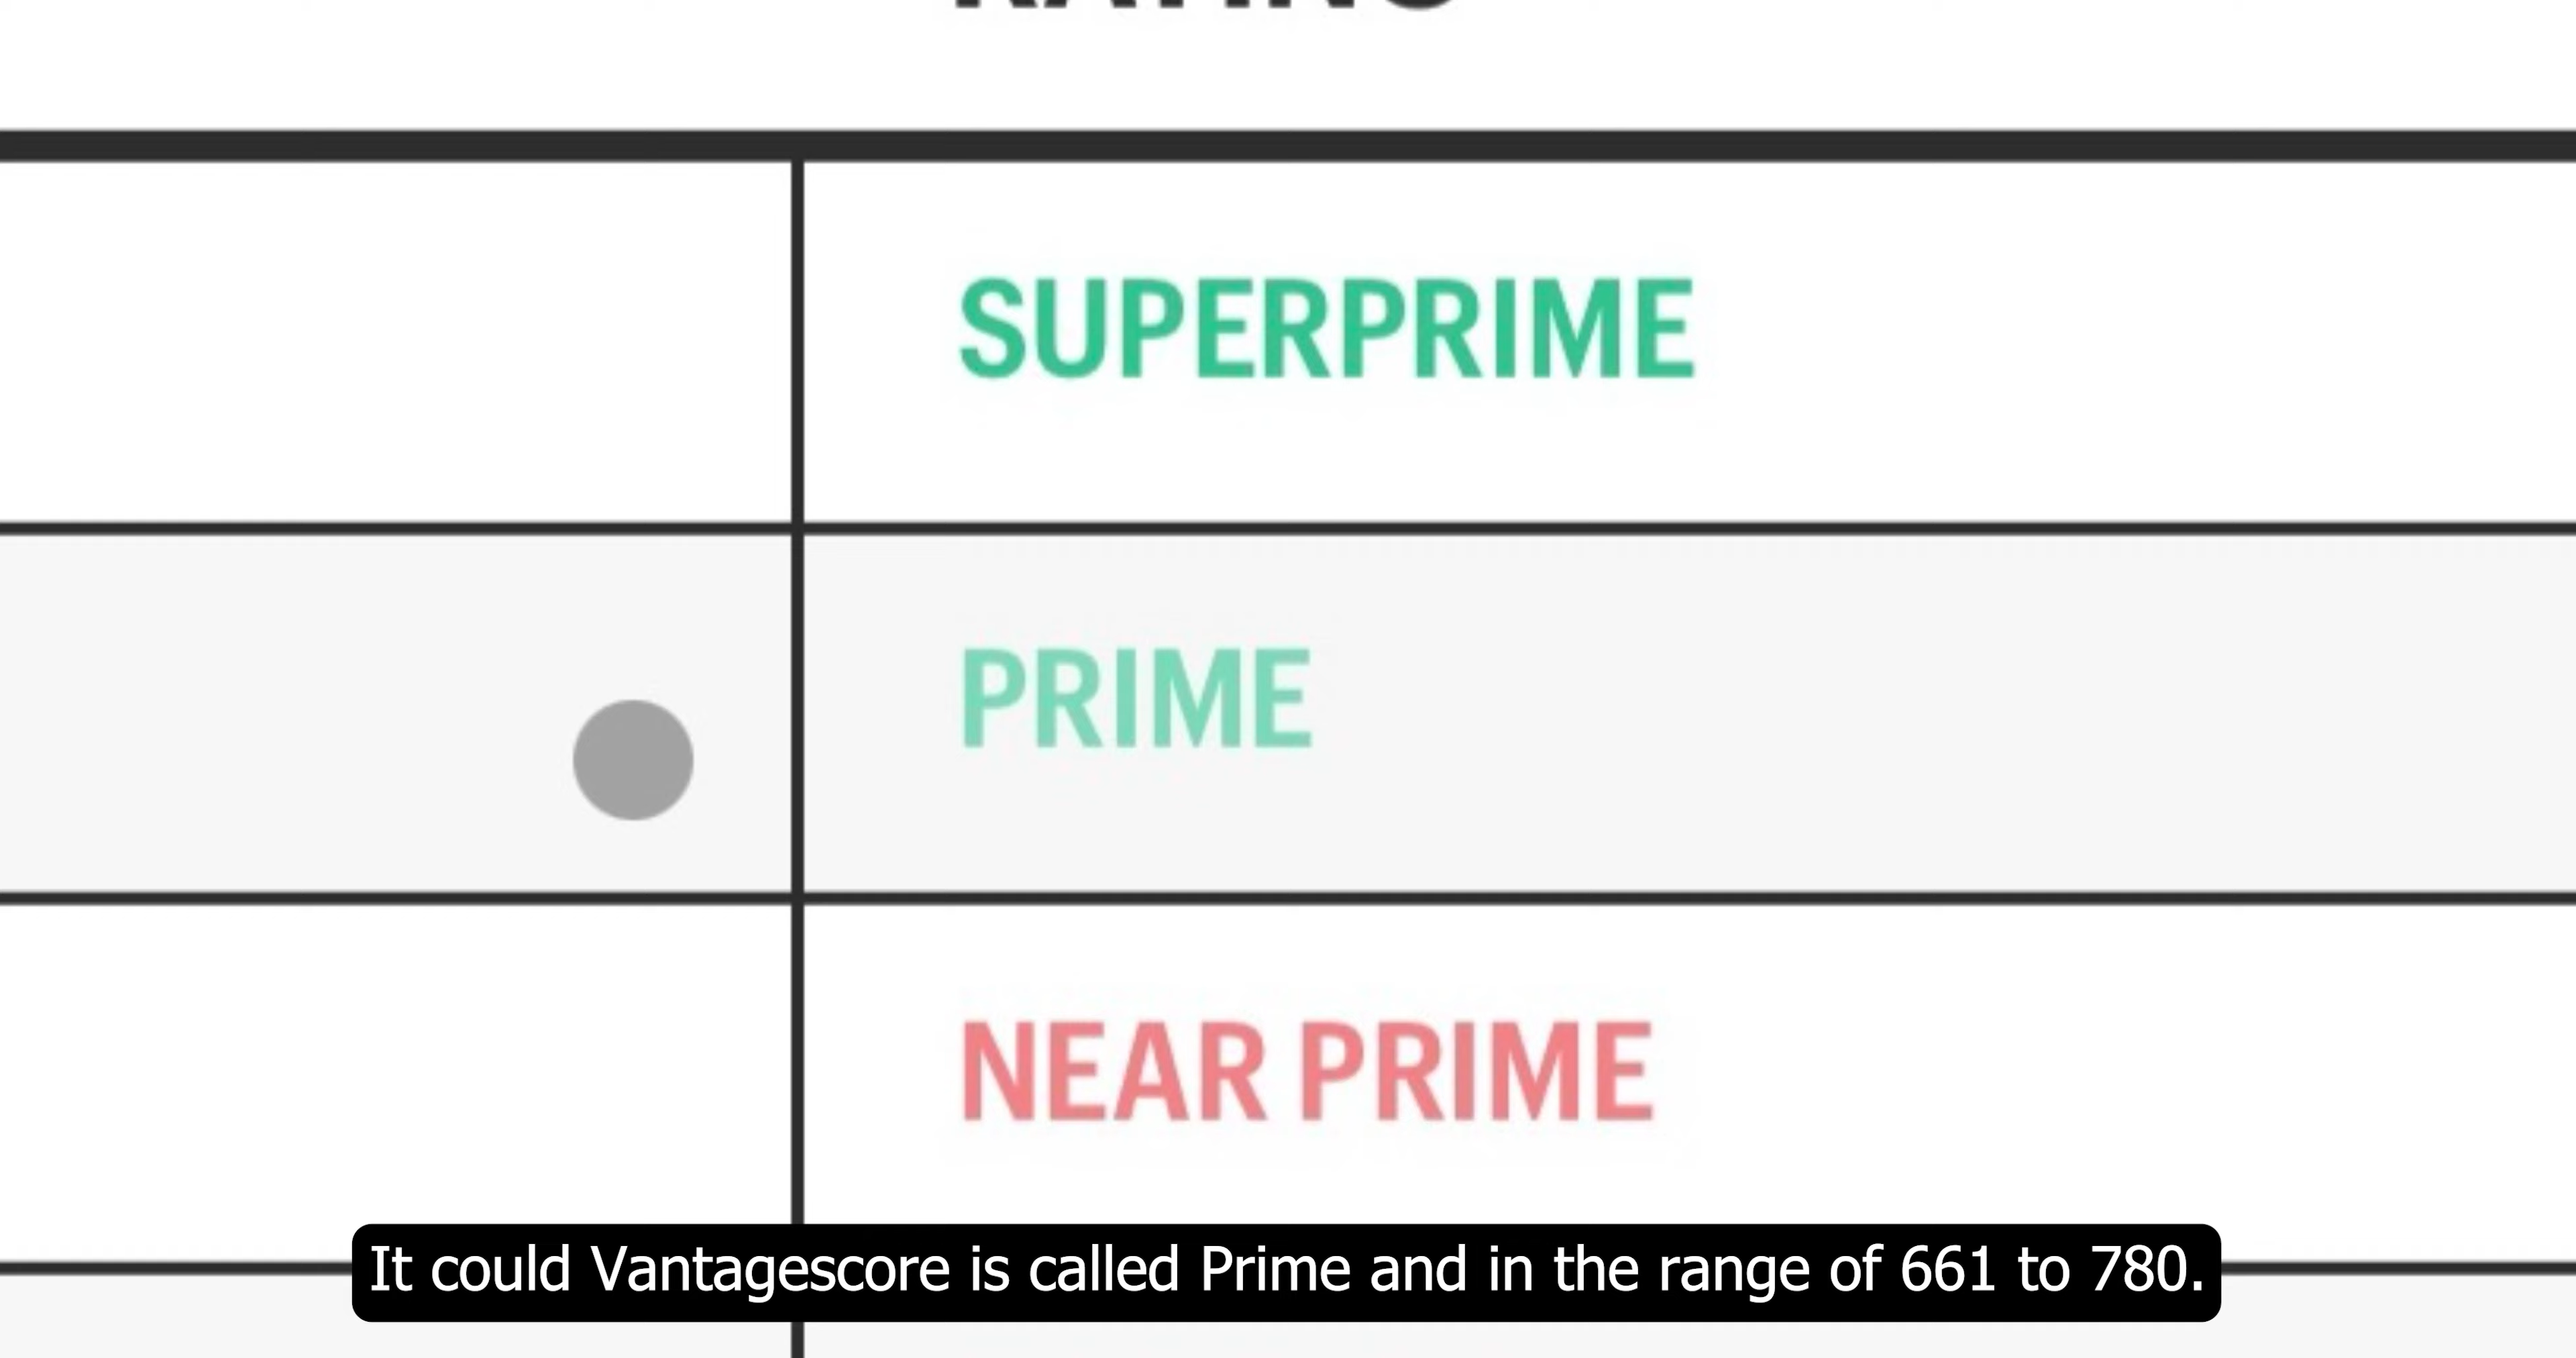 SUPERPRIME
PRIME
NEAR PRIME
It could Vantagescore is called Prime and in the range of 661 to 780.